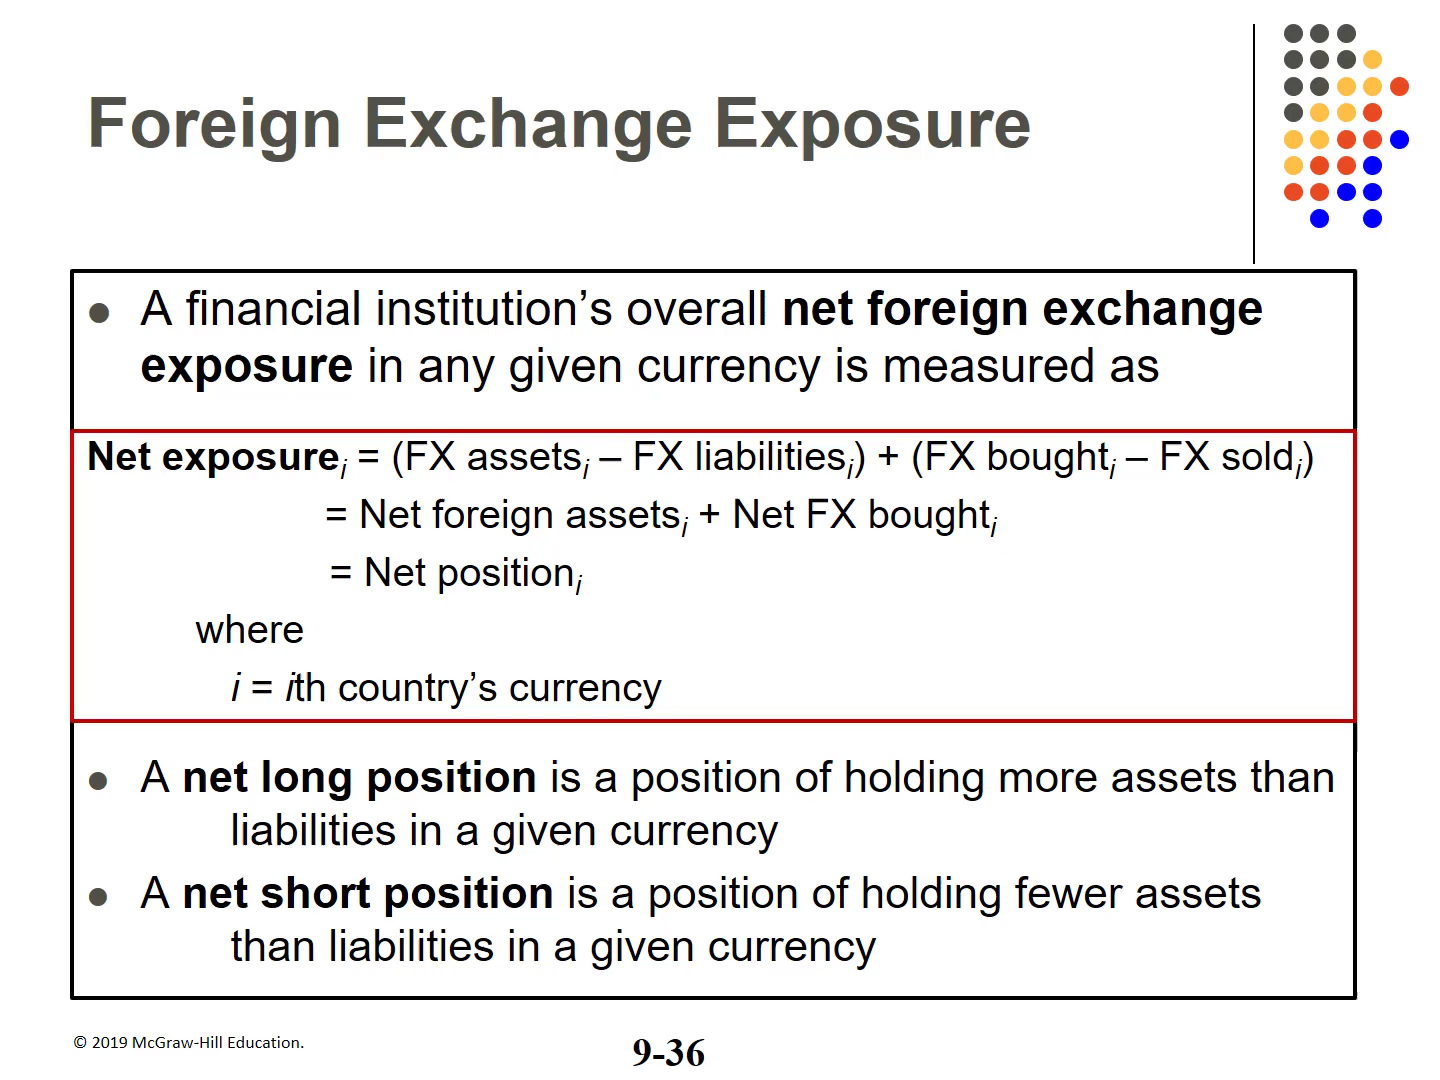 Foreign Exchange Exposure
● A financial institution’s overall net foreign exchange
exposure in any given currency is measured as
Net exposureᵢ = (FX assetsᵢ – FX liabilitiesᵢ) + (FX boughtᵢ – FX soldᵢ)
= Net foreign assetsᵢ + Net FX boughtᵢ
= Net positionᵢ
where
i = ith country’s currency
● A net long position is a position of holding more assets than
liabilities in a given currency
● A net short position is a position of holding fewer assets
than liabilities in a given currency
© 2019 McGraw-Hill Education.
9-36